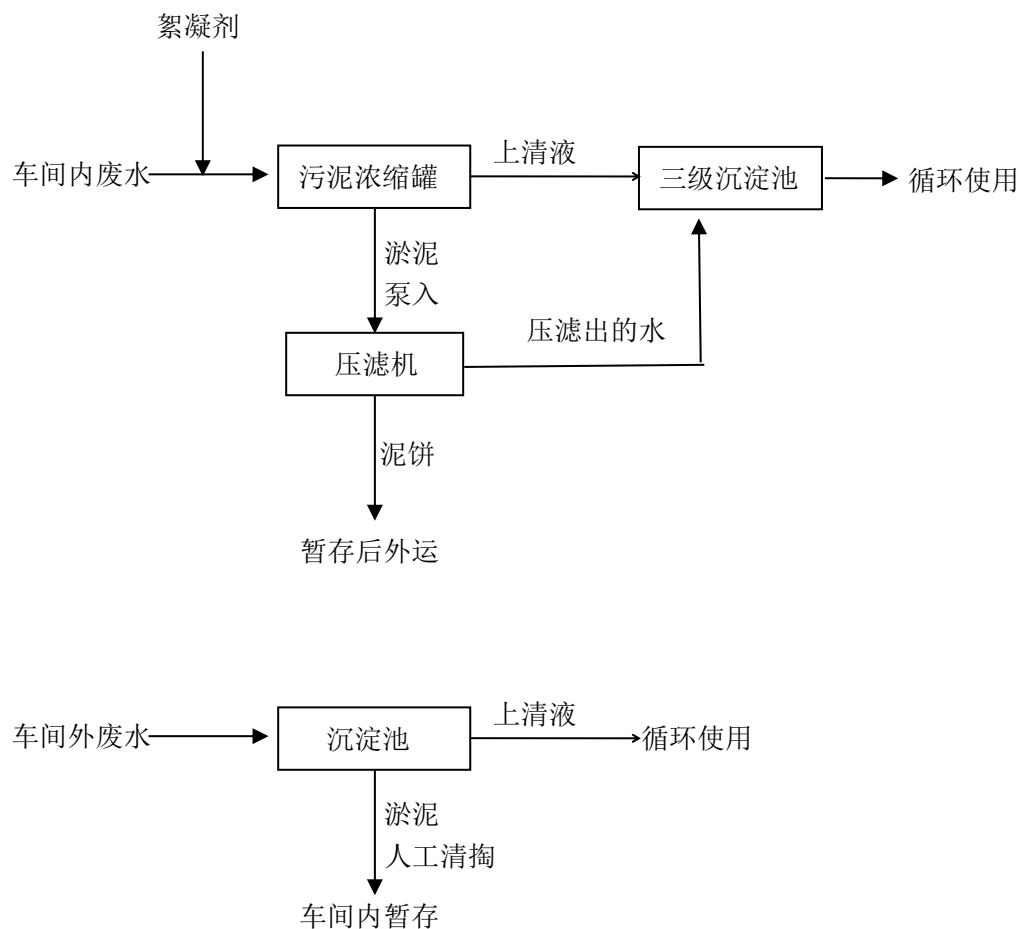 絮凝剂
车间内废水
污泥浓缩罐
上清液
三级沉淀池
循环使用
淤泥
泵入
压滤机
压滤出的水
泥饼
暂存后外运
车间外废水
沉淀池
上清液
循环使用
淤泥
人工清掏
车间内暂存